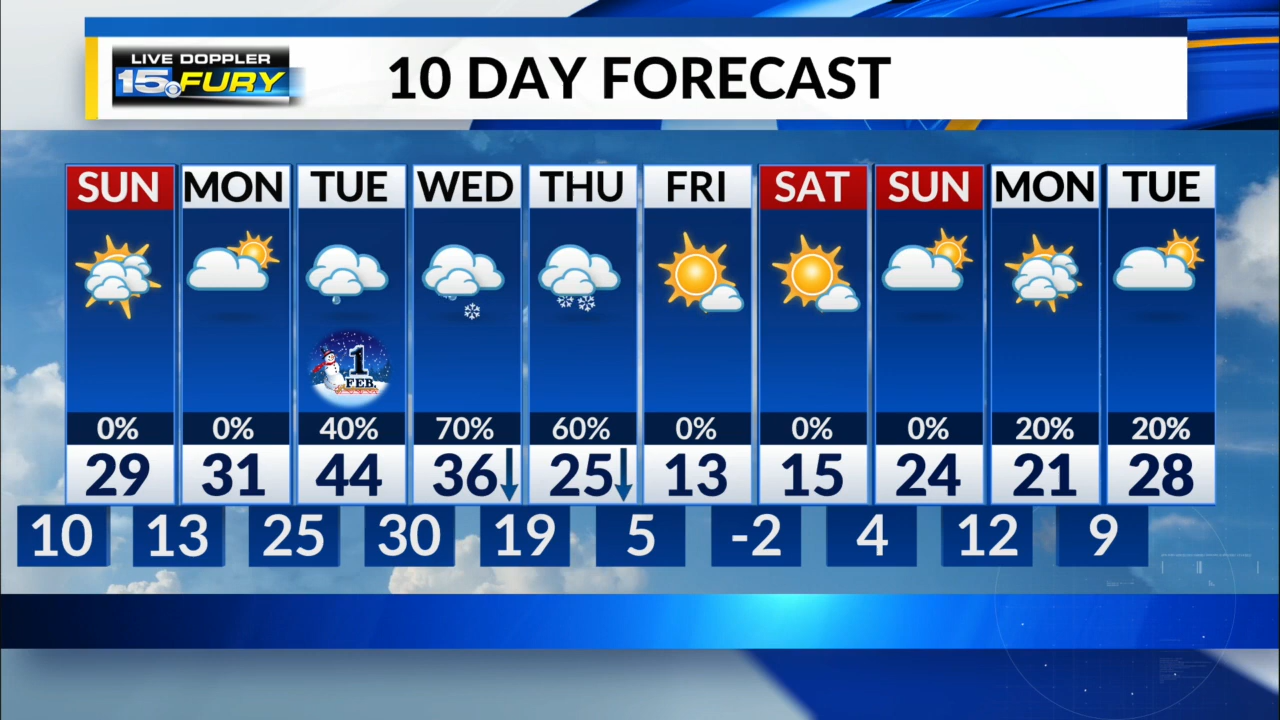 LIVE DOPPLER
15 FURY
10 DAY FORECAST
SUN MON TUE WED THU FRI SAT SUN MON TUE
1
FEB.
0% 0% 40% 70% 60% 0% 0% 0% 20% 20%
29 31 44 36 25 13 15 24 21 28
10 13 25 30 19 5 -2 4 12 9